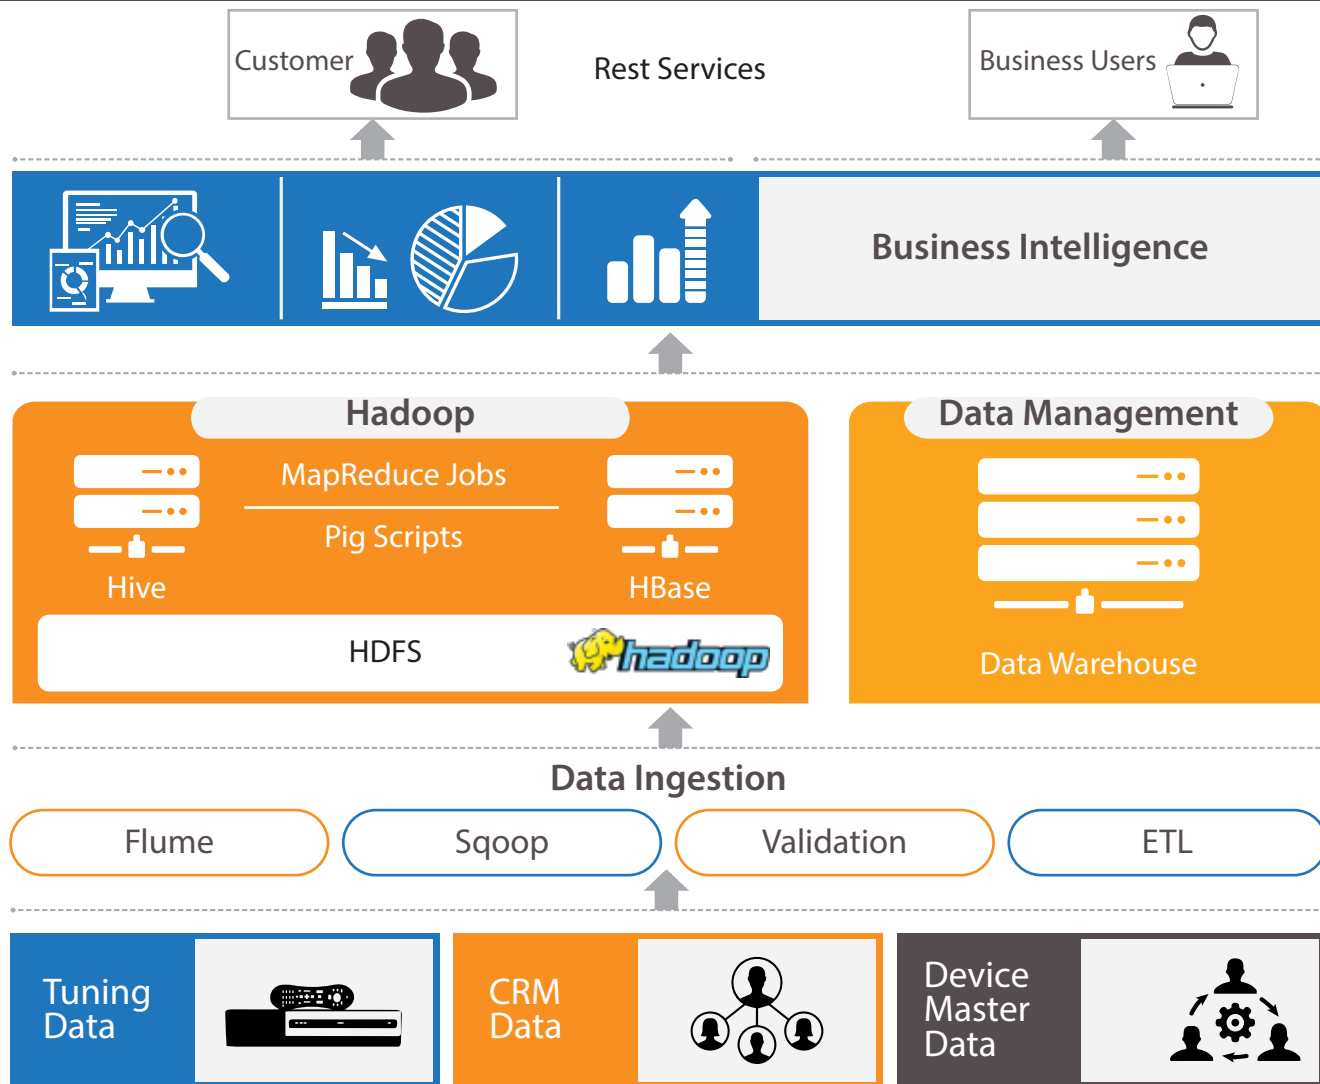 Customer
Rest Services
Business Users
Business Intelligence
Hadoop
Data Management
MapReduce Jobs
Pig Scripts
Hive
HBase
HDFS
hadoop
Data Warehouse
Data Ingestion
Flume
Sqoop
Validation
ETL
Tuning
Data
CRM
Data
Device
Master
Data